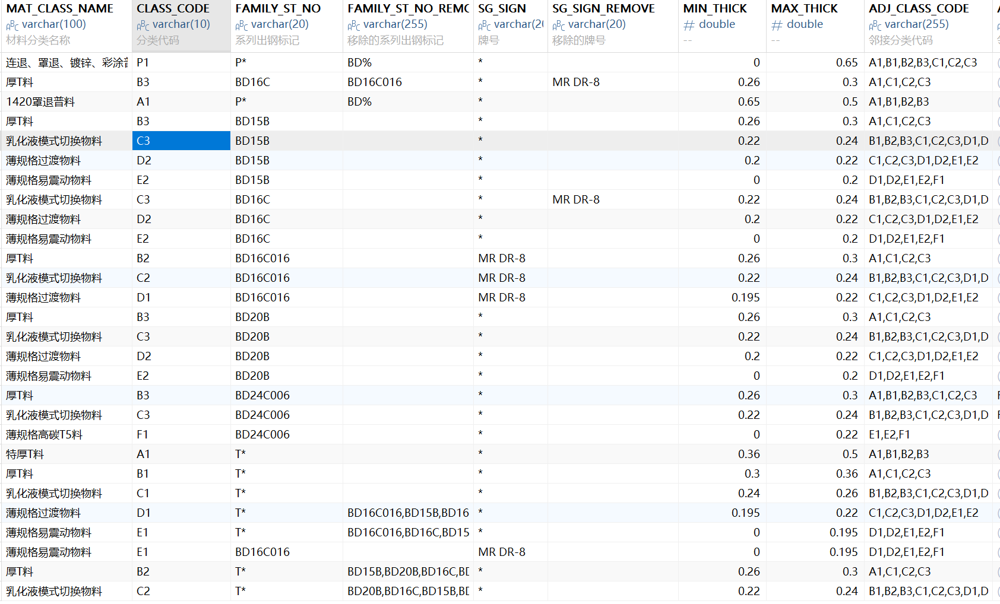 MAT_CLASS_NAME CLASS_CODE FAMILY_ST_NO FAMILY_ST_NO_REMO SG_SIGN SG_SIGN_REMOVE MIN_THICK MAX_THICK ADJ_CLASS_CODE
ABC varchar(100) ABC varchar(10) ABC varchar(20) ABC varchar(255) ABC varchar(20 ABC varchar(20) # double # double ABC varchar(255)
材料分类名称 分类代码 系列出钢标记 移除的系列出钢标记 牌号 移除的牌号 -- -- 邻接分类代码
连退、罩退、镀锌、彩涂普 P1 P* BD% * 0 0.65 A1,B1,B2,B3,C1,C2,C3
厚T料 B3 BD16C BD16C016 * MR DR-8 0.26 0.3 A1,C1,C2,C3
1420罩退普料 A1 P* BD% * 0.65 0.5 A1,B1,B2,B3
厚T料 B3 BD15B * 0.26 0.3 A1,C1,C2,C3
乳化液模式切换物料 C3 BD15B * 0.22 0.24 B1,B2,B3,C1,C2,C3,D1,D
薄规格过渡物料 D2 BD15B * 0.2 0.22 C1,C2,C3,D1,D2,E1,E2
薄规格易震动物料 E2 BD15B * 0 0.2 D1,D2,E1,E2,F1
乳化液模式切换物料 C3 BD16C * MR DR-8 0.22 0.24 B1,B2,B3,C1,C2,C3,D1,D
薄规格过渡物料 D2 BD16C * 0.2 0.22 C1,C2,C3,D1,D2,E1,E2
薄规格易震动物料 E2 BD16C * 0 0.2 D1,D2,E1,E2,F1
厚T料 B2 BD16C016 MR DR-8 0.26 0.3 A1,C1,C2,C3
乳化液模式切换物料 C2 BD16C016 MR DR-8 0.22 0.24 B1,B2,B3,C1,C2,C3,D1,D
薄规格过渡物料 D1 BD16C016 MR DR-8 0.195 0.22 C1,C2,C3,D1,D2,E1,E2
厚T料 B3 BD20B * 0.26 0.3 A1,C1,C2,C3
乳化液模式切换物料 C3 BD20B * 0.22 0.24 B1,B2,B3,C1,C2,C3,D1,D
薄规格过渡物料 D2 BD20B * 0.2 0.22 C1,C2,C3,D1,D2,E1,E2
薄规格易震动物料 E2 BD20B * 0 0.2 D1,D2,E1,E2,F1
厚T料 B3 BD24C006 * 0.26 0.3 A1,B1,B2,B3,C1,C2,C3
乳化液模式切换物料 C3 BD24C006 * 0.22 0.24 B1,B2,B3,C1,C2,C3,D1,D
薄规格高碳T5料 F1 BD24C006 * 0 0.22 E1,E2,F1
特厚T料 A1 T* * 0.36 0.5 A1,B1,B2,B3
厚T料 B1 T* * 0.3 0.36 A1,C1,C2,C3
乳化液模式切换物料 C1 T* * 0.24 0.26 B1,B2,B3,C1,C2,C3,D1,D
薄规格过渡物料 D1 T* BD16C016,BD15B,BD16 * 0.195 0.22 C1,C2,C3,D1,D2,E1,E2
薄规格易震动物料 E1 T* BD16C016,BD16C,BD15 * 0 0.195 D1,D2,E1,E2,F1
薄规格易震动物料 E1 BD16C016 MR DR-8 0 0.195 D1,D2,E1,E2,F1
厚T料 B2 T* BD15B,BD20B,BD16C,BD * 0.26 0.3 A1,C1,C2,C3
乳化液模式切换物料 C2 T* BD20B,BD16C,BD15B,BD * 0.22 0.24 B1,B2,B3,C1,C2,C3,D1,D